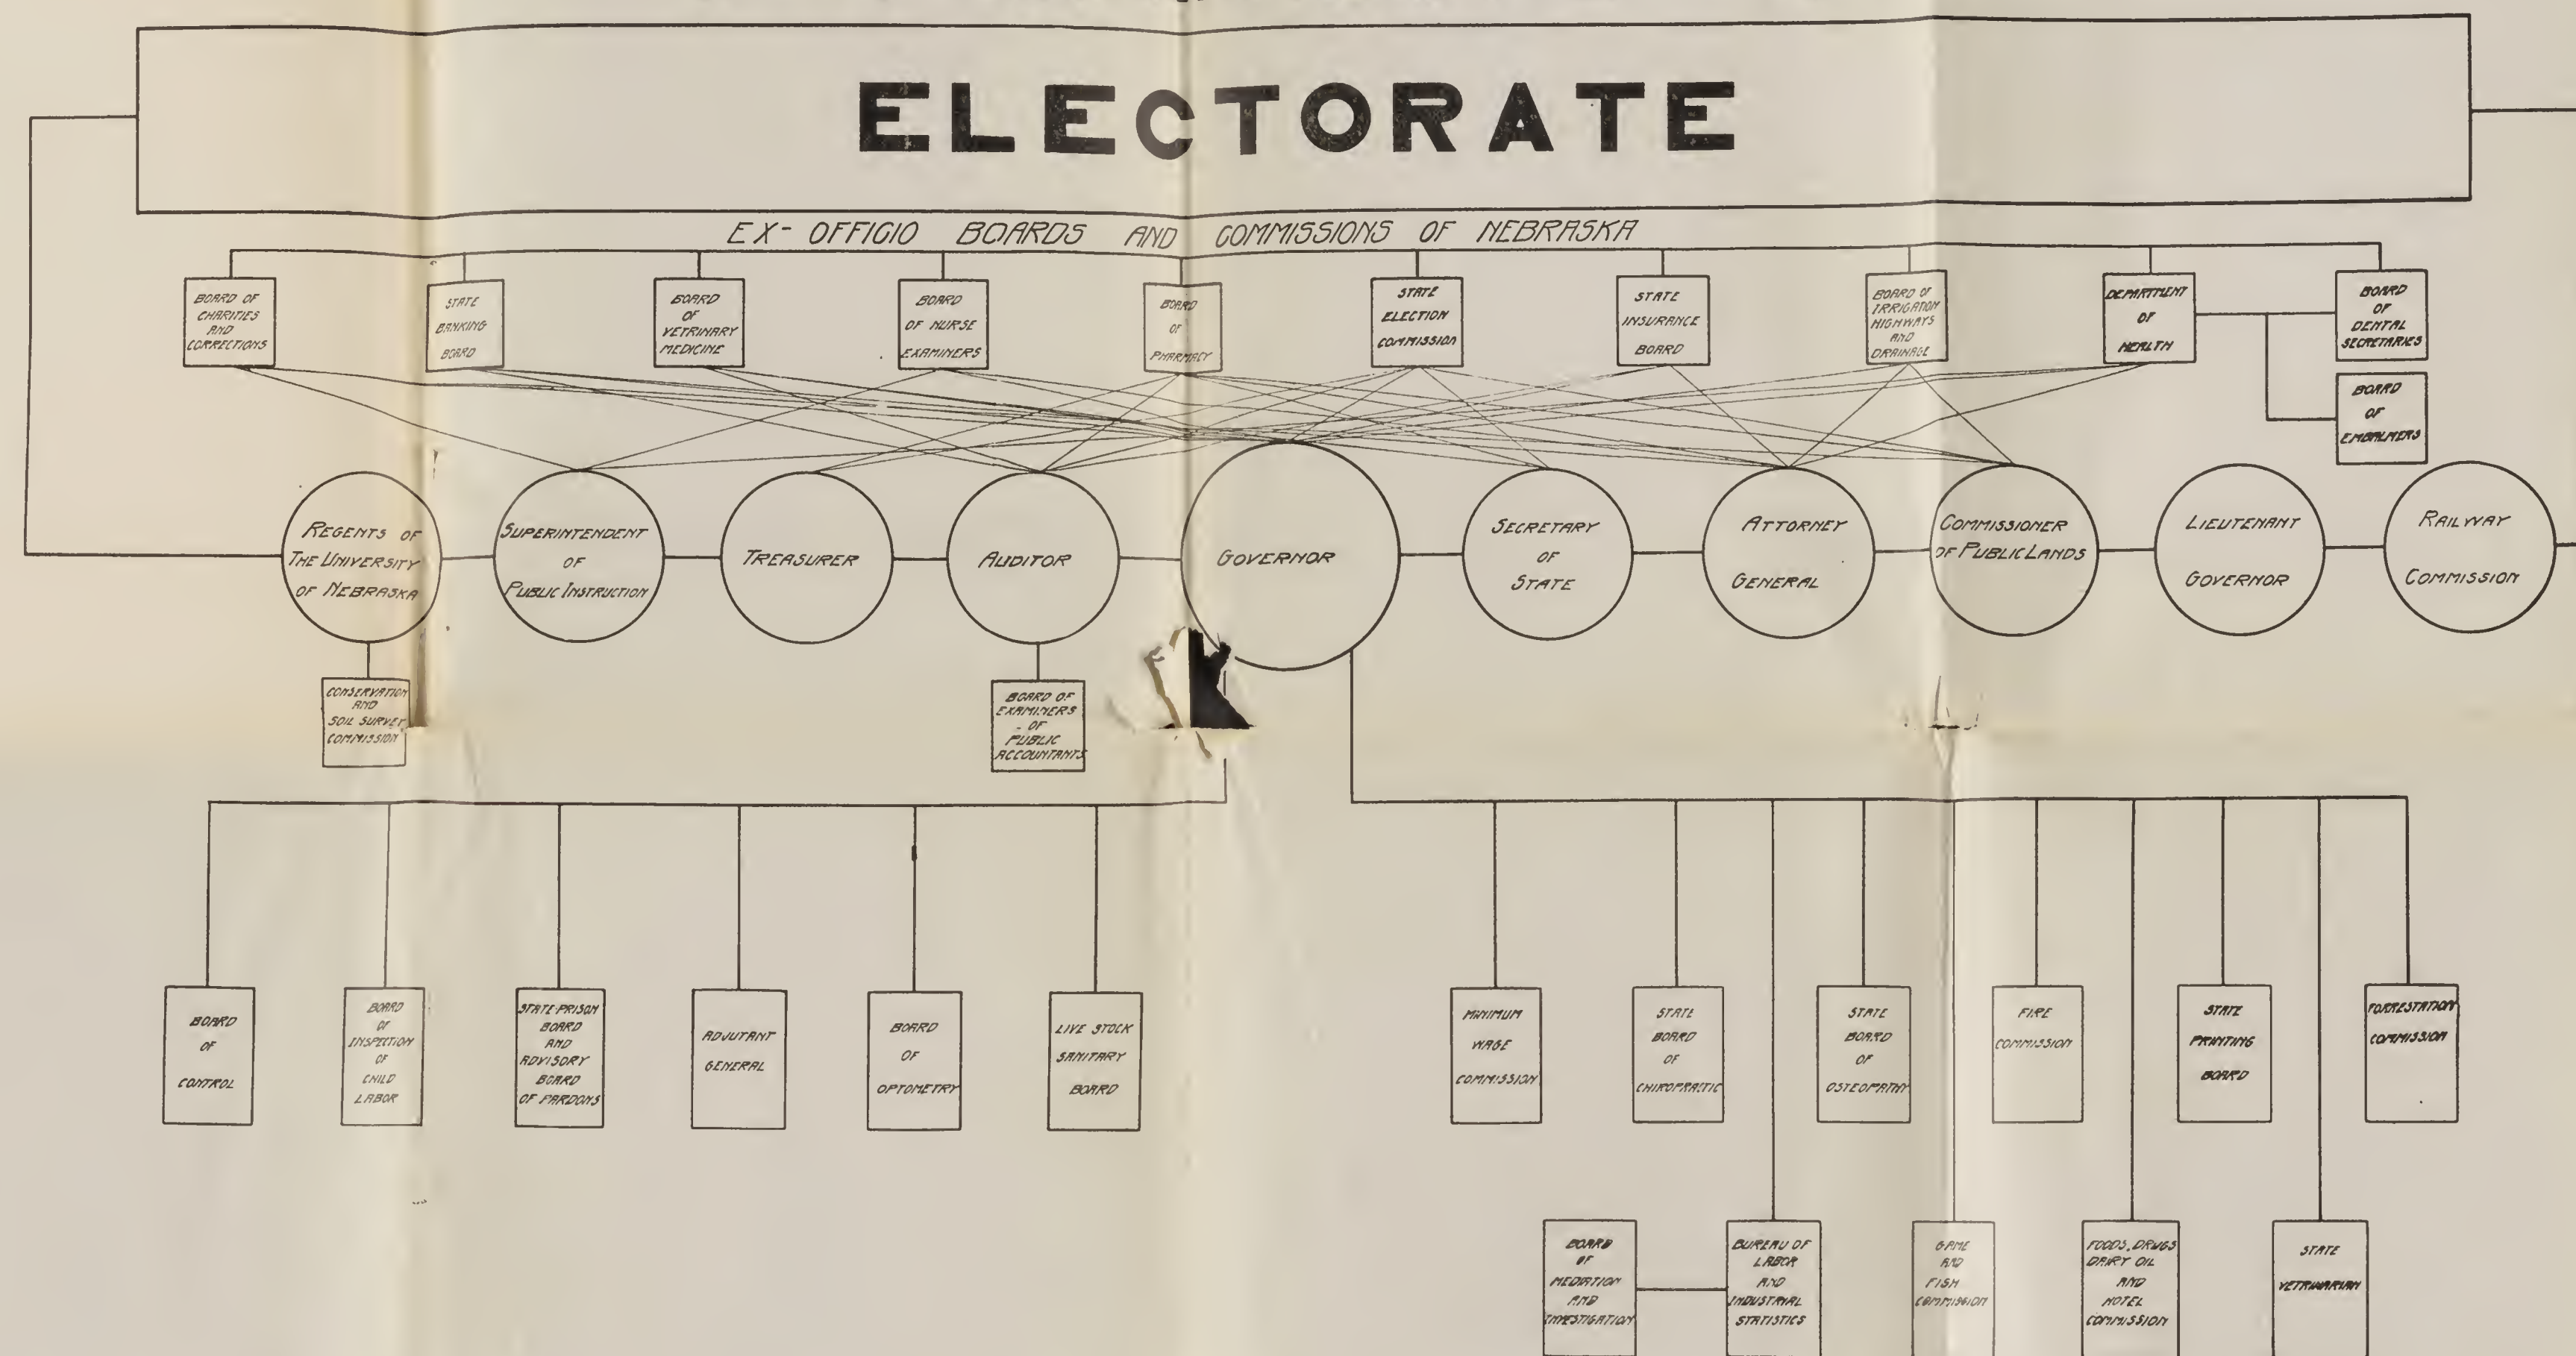 ELECTORATE
EX-OFFICIO BOARDS AND COMMISSIONS OF NEBRASKA
BOARD OF
CHARITIES
AND
CORRECTIONS
STATE
BANKING
BOARD
BOARD
OF
VETRINARY
MEDICINE
BOARD
OF NURSE
EXAMINERS
BOARD
OF
PHARMACY
STATE
ELECTION
COMMISSION
STATE
INSURANCE
BOARD
BOARD OF
IRRIGATON
HIGHWAYS
AND
DRAINAGE
DEPARTMENT
OF
HEALTH
BOARD
OF
DENTAL
SECRETARIES
BOARD
OF
EMBALMERS
REGENTS OF
THE UNIVERSITY
OF NEBRASKA
SUPERINTENDENT
OF
PUBLIC INSTRUCTION
TREASURER
AUDITOR
GOVERNOR
SECRETARY
OF
STATE
ATTORNEY
GENERAL
COMMISSIONER
OF PUBLIC LANDS
LIEUTENANT
GOVERNOR
RAILWAY
COMMISSION
CONSERVATION
AND
SOIL SURVEY
COMMISSION
BOARD OF
EXAMINERS
OF
PUBLIC
ACCOUNTANTS
BOARD
OF
CONTROL
BOARD
OF
INSPECTION
OF
CHILD
LABOR
STATE-PRISON
BOARD
AND
ADVISORY
BOARD
OF PARDONS
ADJUTANT
GENERAL
BOARD
OF
OPTOMETRY
LIVE STOCK
SANITARY
BOARD
MINIMUM
WAGE
COMMISSION
STATE
BOARD
OF
CHIROPRATIC
STATE
BOARD
OF
OSTEOPATHY
FIRE
COMMISSION
STATE
PRINTING
BOARD
FORRESTATION
COMMISSION
BOARD
OF
MEDIATION
AND
INVESTIGATION
BUREAU OF
LABOR
AND
INDUSTRIAL
STATISTICS
GAME
AND
FISH
COMMISSION
FOODS, DRUGS
DAIRY OIL
AND
HOTEL
COMMISSION
STATE
VETRINARIAN